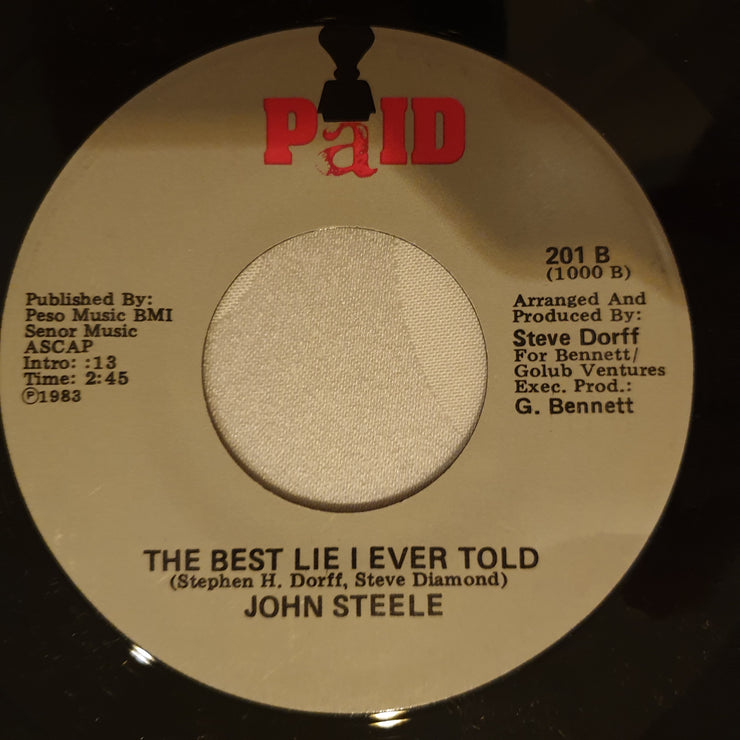 PaID
201 B
(1000 B)
Published By:
Peso Music BMI
Senor Music
ASCAP
Intro: :13
Time: 2:45
Ⓟ1983
Arranged And
Produced By:
Steve Dorff
For Bennett/
Golub Ventures
Exec. Prod.:
G. Bennett
THE BEST LIE I EVER TOLD
(Stephen H. Dorff, Steve Diamond)
JOHN STEELE